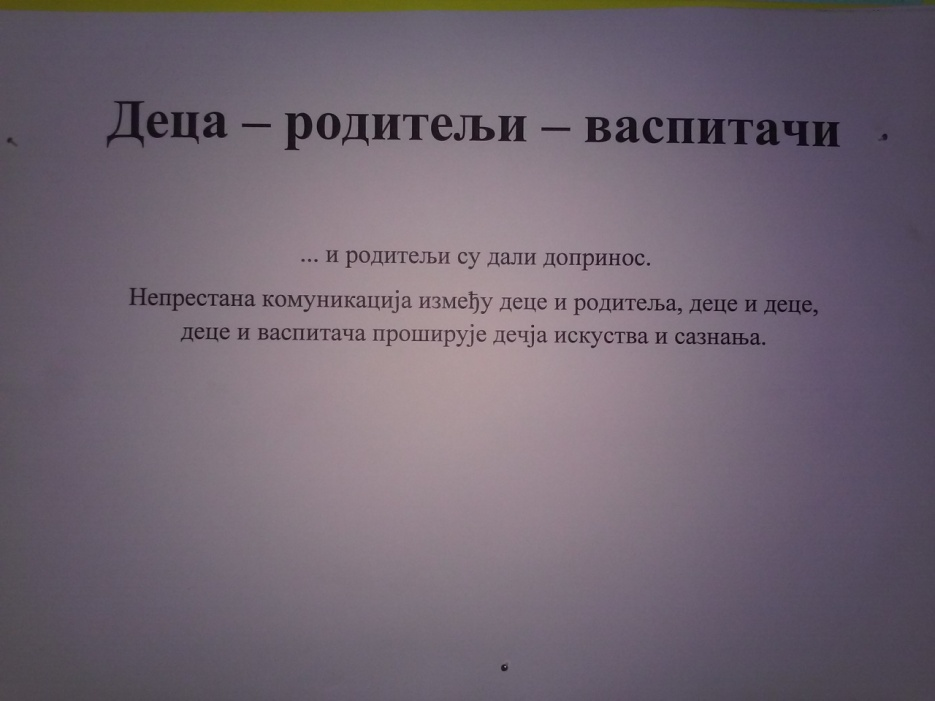 Деца – родитељи – васпитачи
... и родитељи су дали допринос.
Непрестана комуникација између деце и родитеља, деце и деце,
деце и васпитача проширује дечја искуства и сазнања.